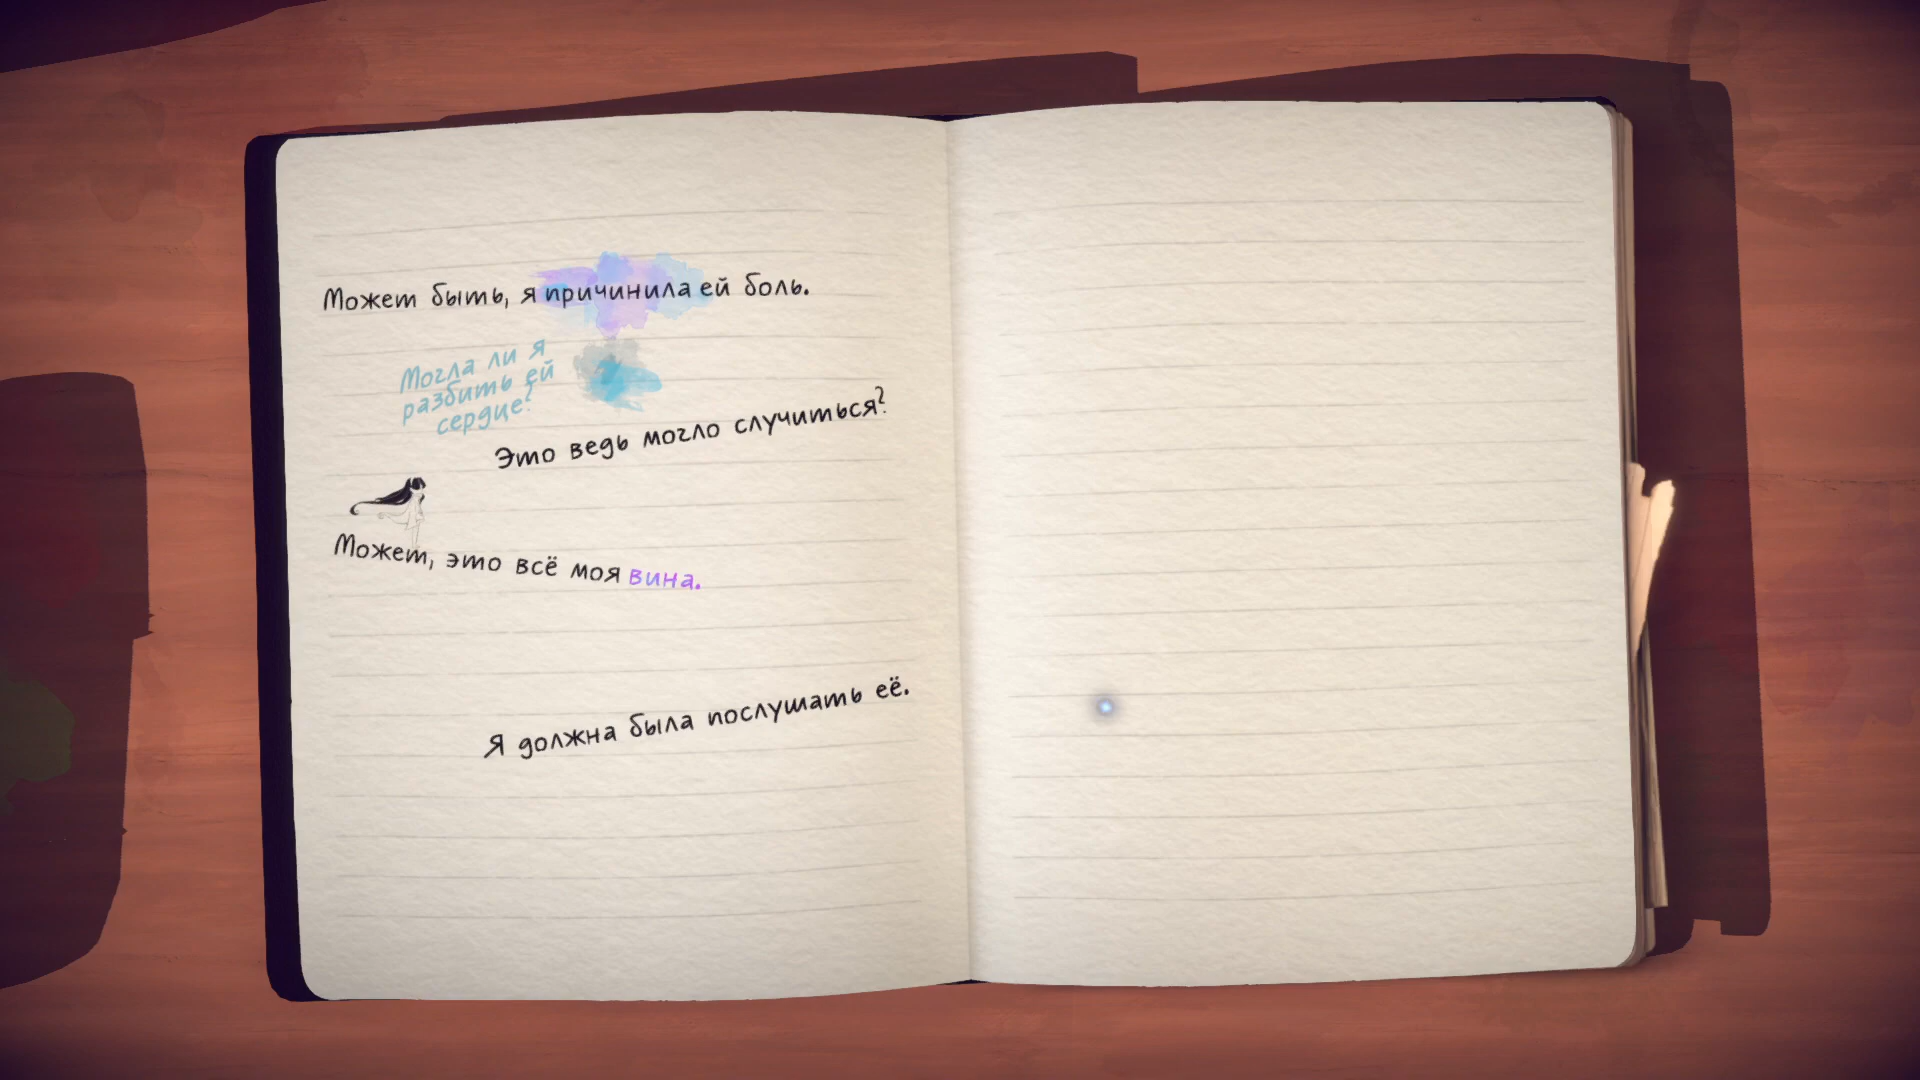 Может быть, я причинила ей боль.
Могла ли я
разбить ей
сердце?
Это ведь могло случиться?
Может, это всё моя вина.
Я должна была послушать её.